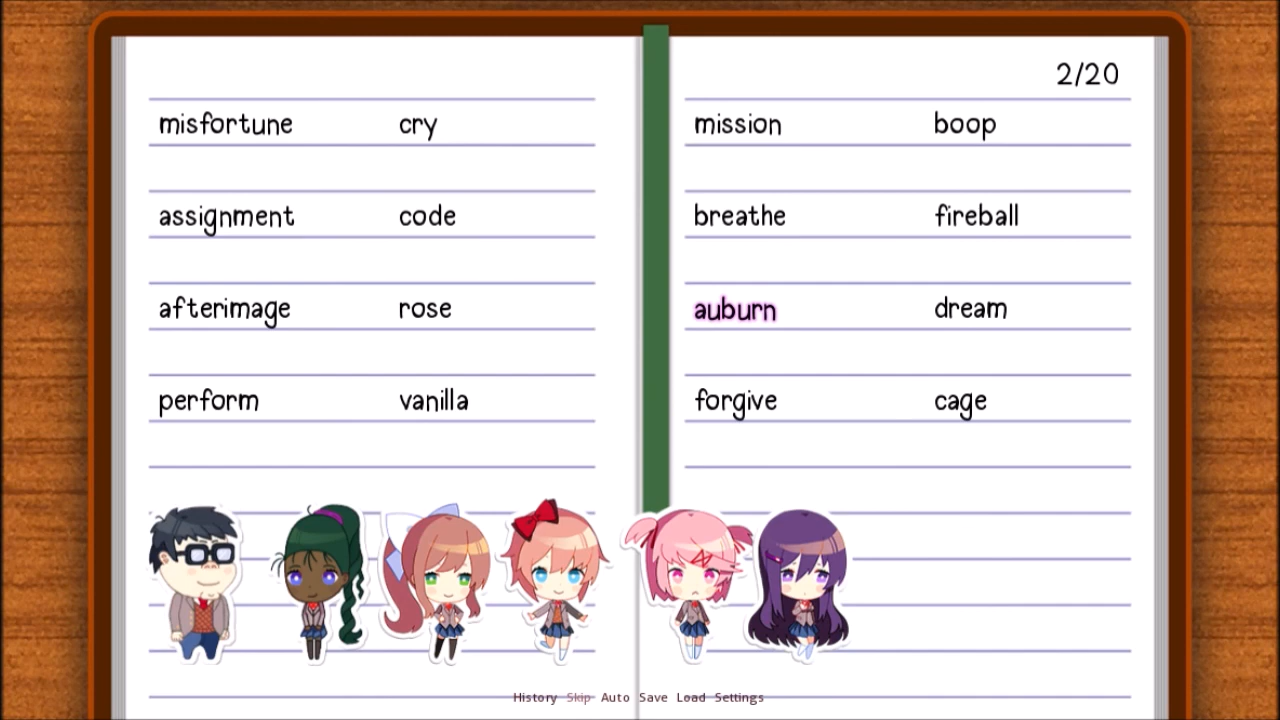 2/20
misfortune cry mission boop
assignment code breathe fireball
afterimage rose auburn dream
perform vanilla forgive cage
History Skip Auto Save Load Settings